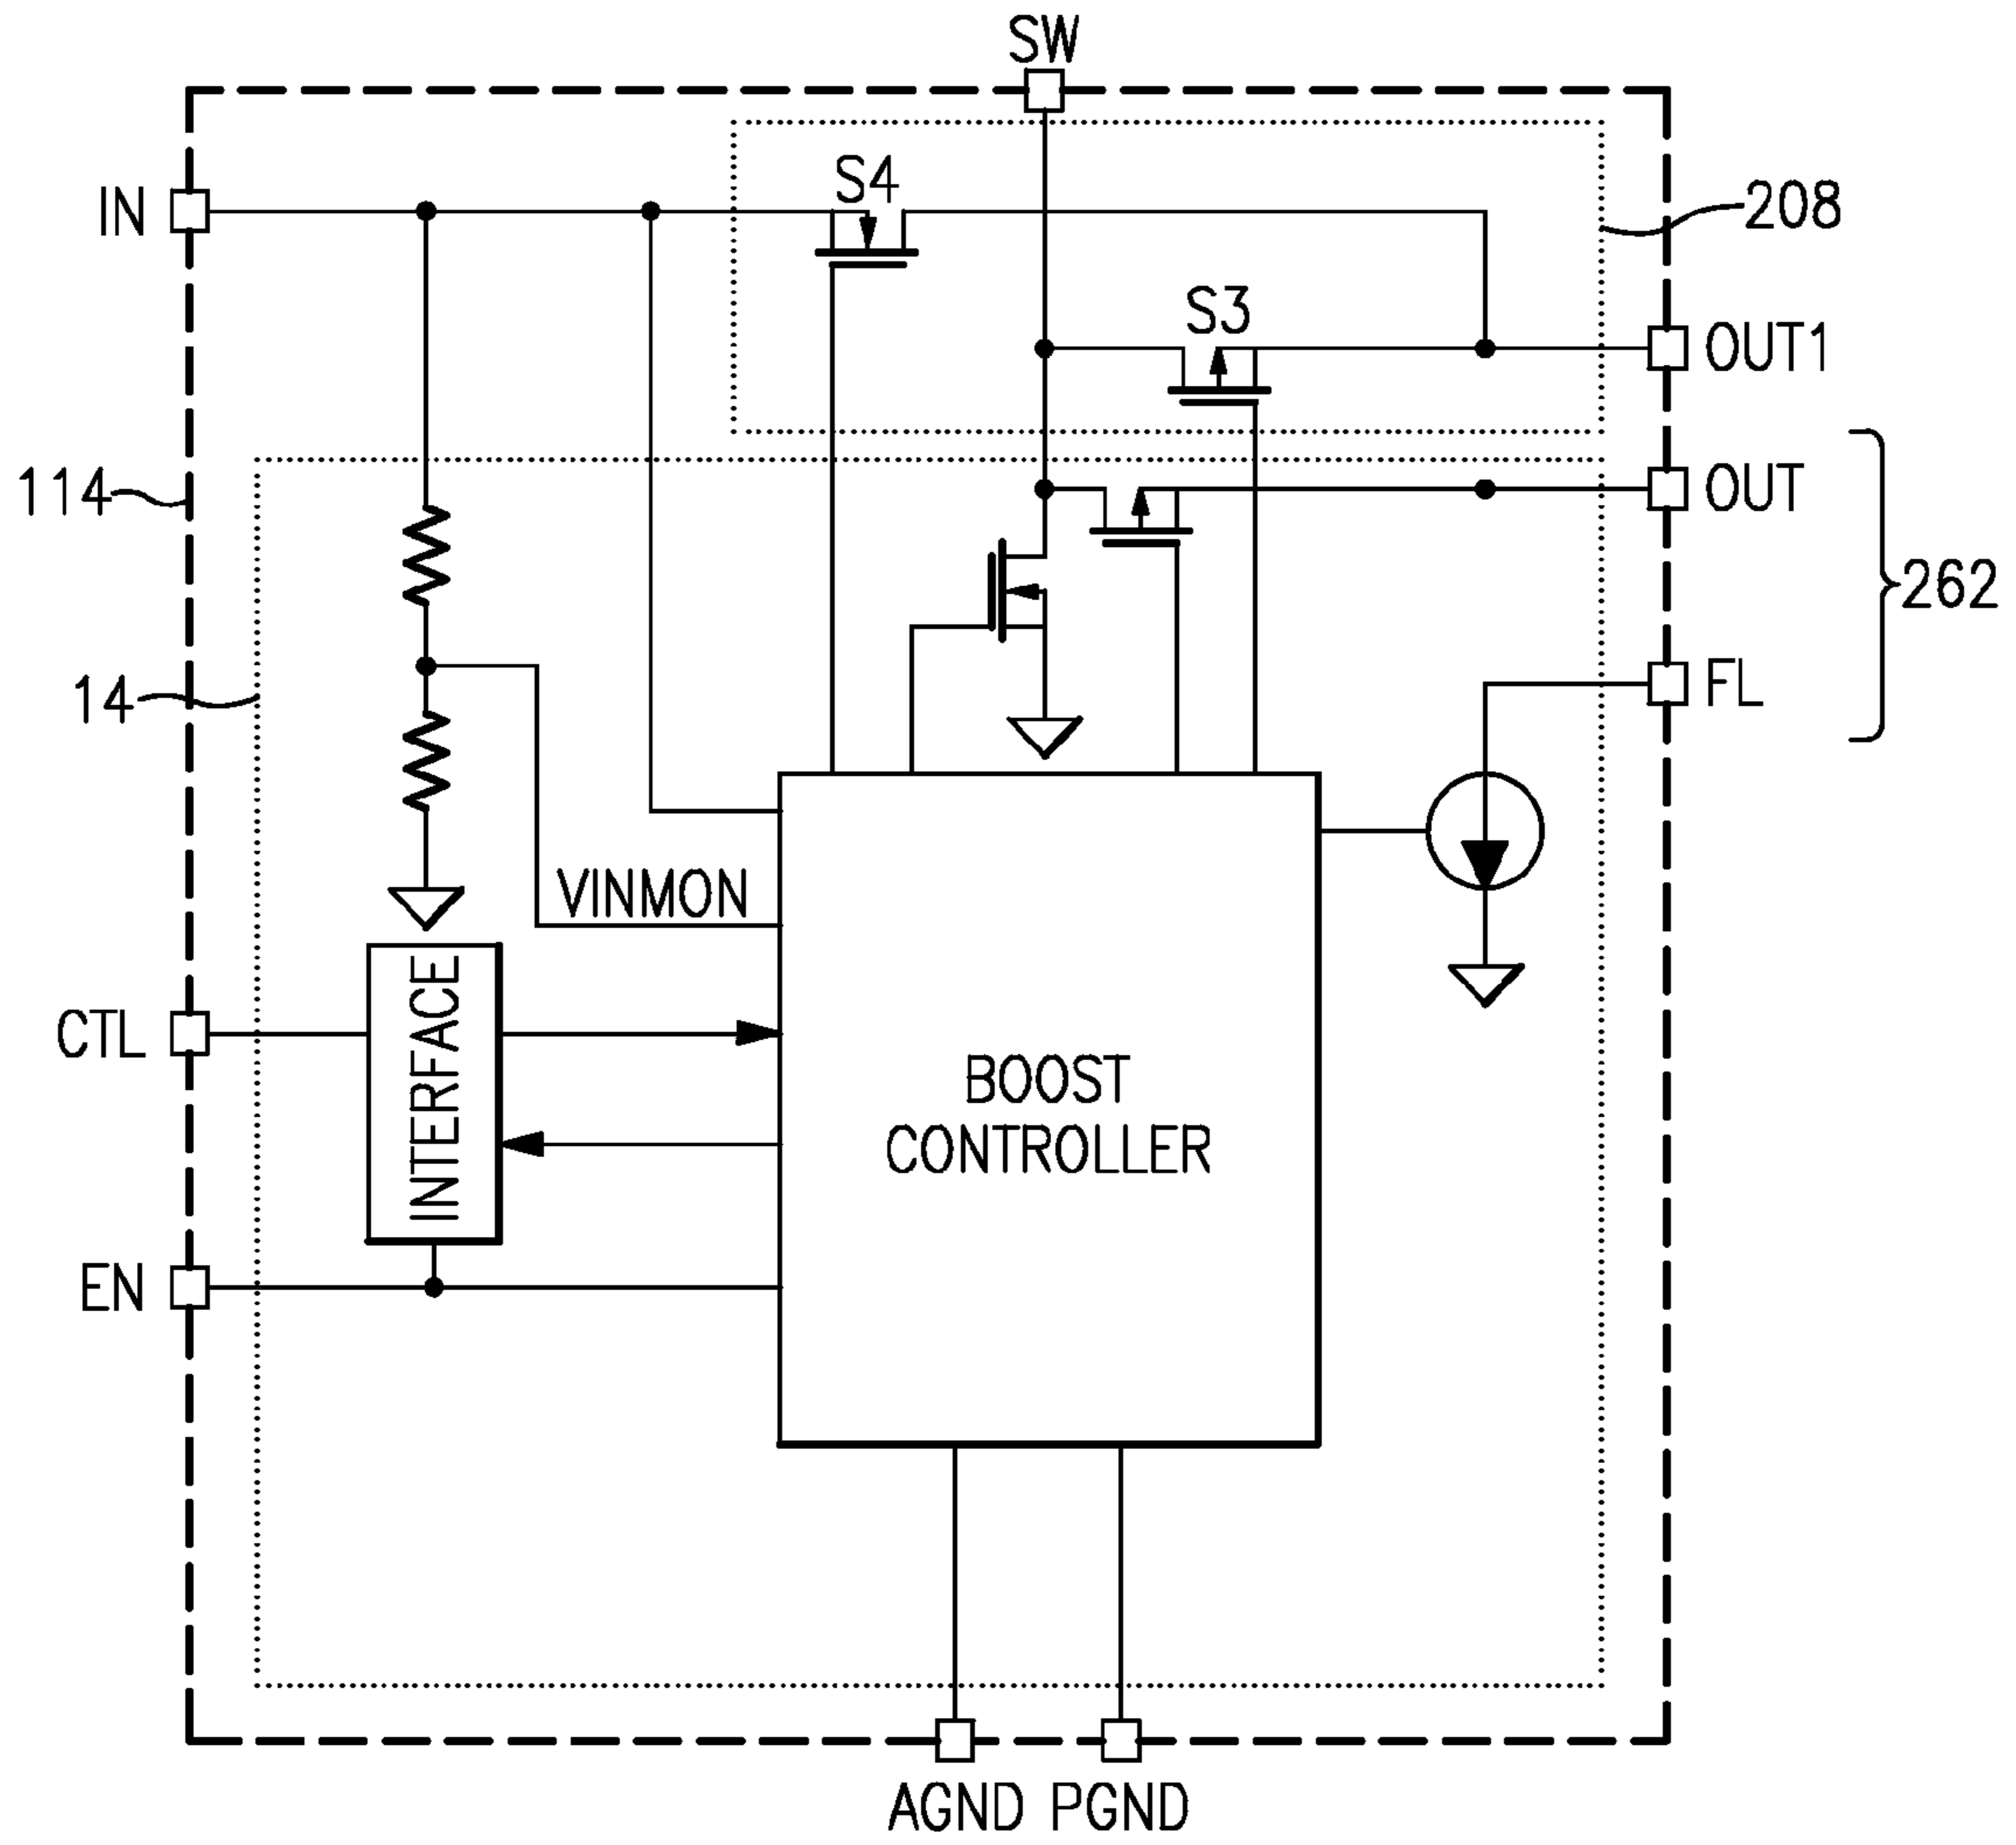 SW
S4
IN
208
S3
OUT1
114
OUT
262
14
FL
VINMON
INTERFACE
CTL
BOOST
CONTROLLER
EN
AGND PGND